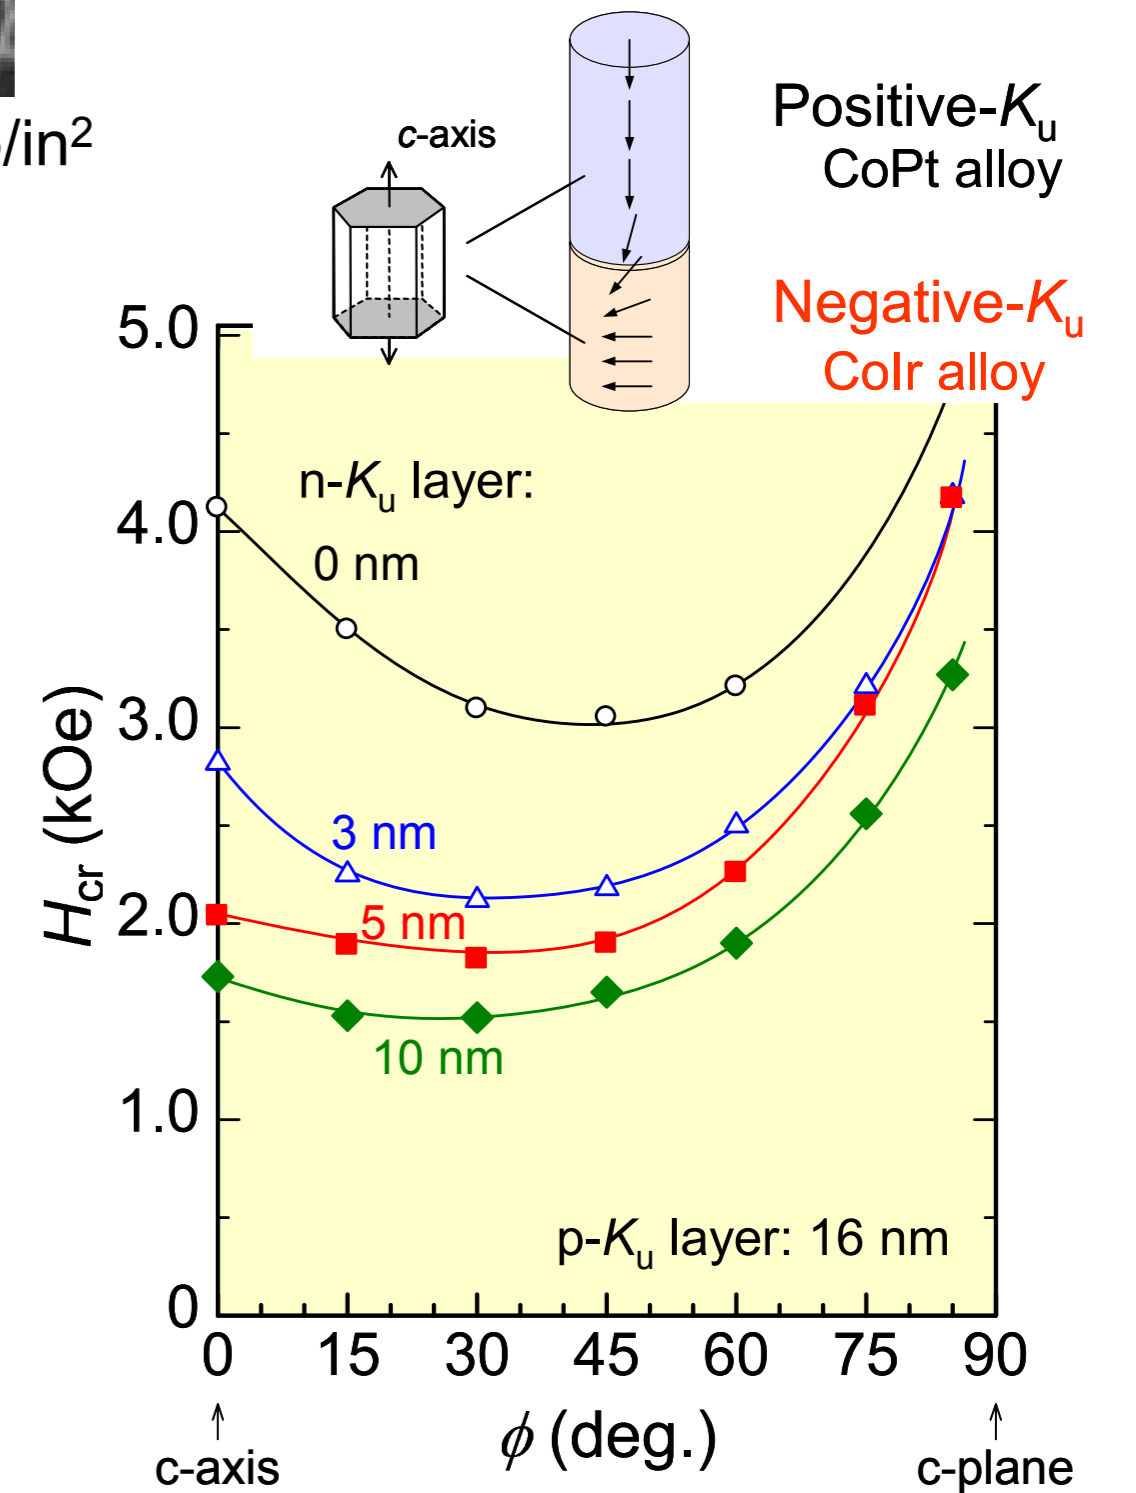 /in²
c-axis
Positive-Ku
CoPt alloy
Negative-Ku
CoIr alloy
5.0
4.0
3.0
2.0
1.0
0
Hcr (kOe)
n-Ku layer:
0 nm
3 nm
5 nm
10 nm
p-Ku layer: 16 nm
0 15 30 45 60 75 90
ϕ (deg.)
c-axis
c-plane